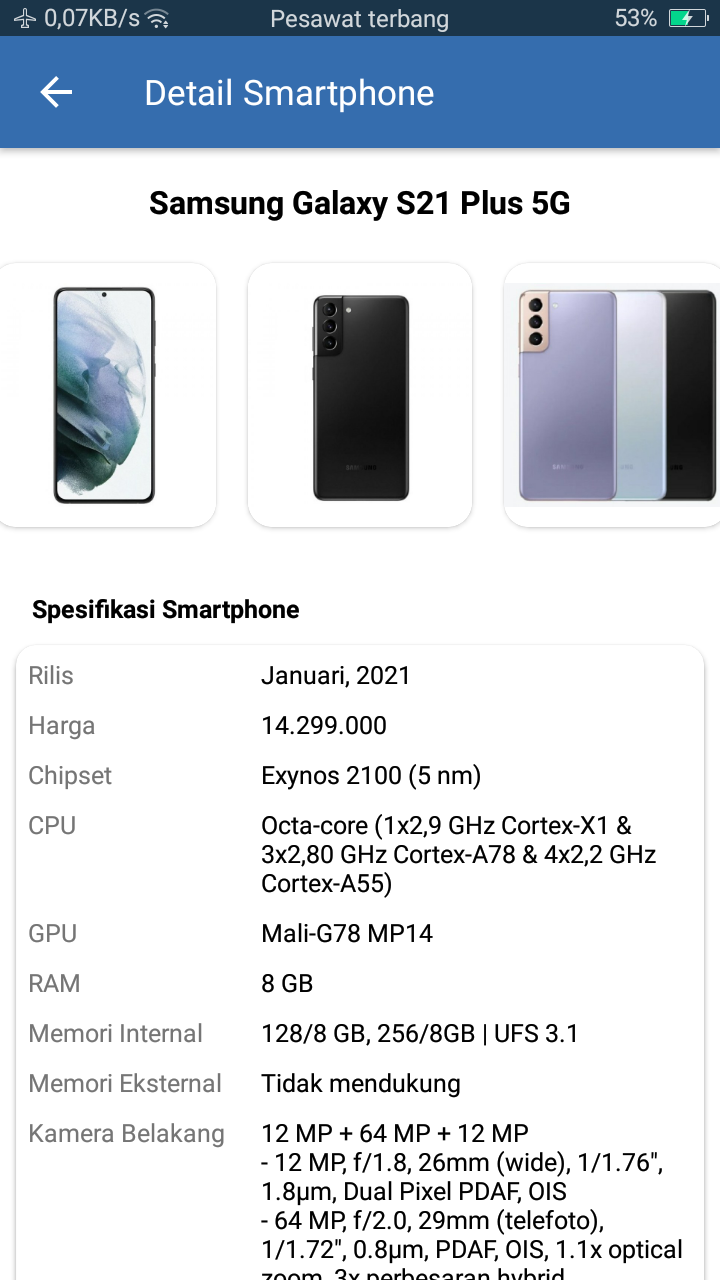 0,07KB/s Pesawat terbang 53%
Detail Smartphone
Samsung Galaxy S21 Plus 5G
Spesifikasi Smartphone
Rilis Januari, 2021
Harga 14.299.000
Chipset Exynos 2100 (5 nm)
CPU Octa-core (1x2,9 GHz Cortex-X1 &
3x2,80 GHz Cortex-A78 & 4x2,2 GHz
Cortex-A55)
GPU Mali-G78 MP14
RAM 8 GB
Memori Internal 128/8 GB, 256/8GB | UFS 3.1
Memori Eksternal Tidak mendukung
Kamera Belakang 12 MP + 64 MP + 12 MP
- 12 MP, f/1.8, 26mm (wide), 1/1.76",
1.8µm, Dual Pixel PDAF, OIS
- 64 MP, f/2.0, 29mm (telefoto),
1/1.72", 0.8µm, PDAF, OIS, 1.1x optical
zoom, 3x perbesaran hybrid